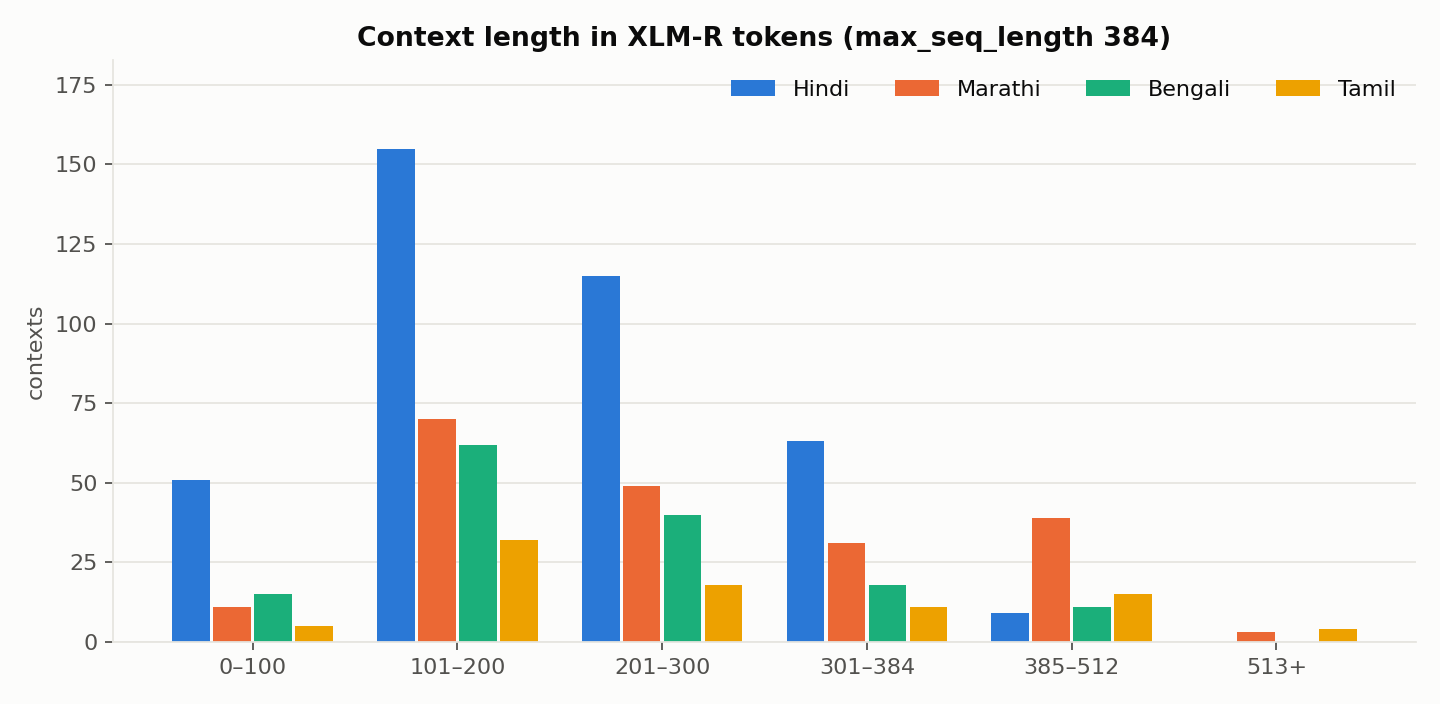 Context length in XLM-R tokens (max_seq_length 384)
Hindi Marathi Bengali Tamil
175
150
125
100
75
50
25
0
contexts
0–100 101–200 201–300 301–384 385–512 513+